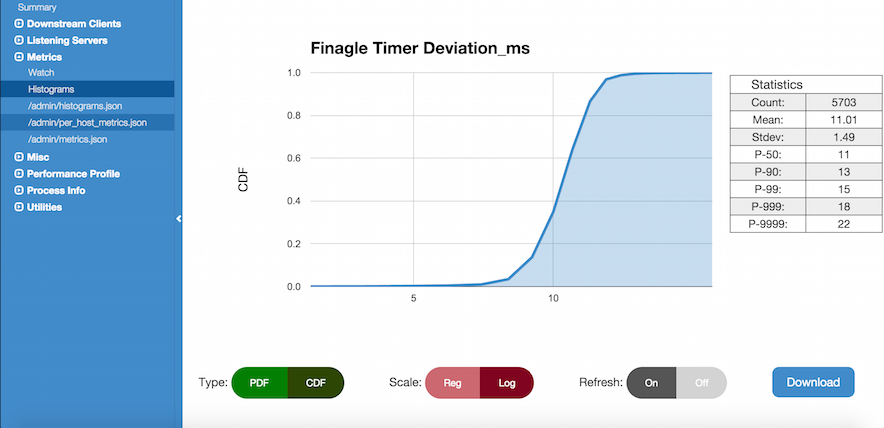 Summary
Downstream Clients
Listening Servers
Metrics
Watch
Histograms
/admin/histograms.json
/admin/per_host_metrics.json
/admin/metrics.json
Misc
Performance Profile
Process Info
Utilities
Finagle Timer Deviation_ms
CDF
1.0
0.8
0.6
0.4
0.2
0.0
5 10
Statistics
Count: 5703
Mean: 11.01
Stdev: 1.49
P-50: 11
P-90: 13
P-99: 15
P-999: 18
P-9999: 22
Type: PDF CDF Scale: Reg Log Refresh: On Off Download